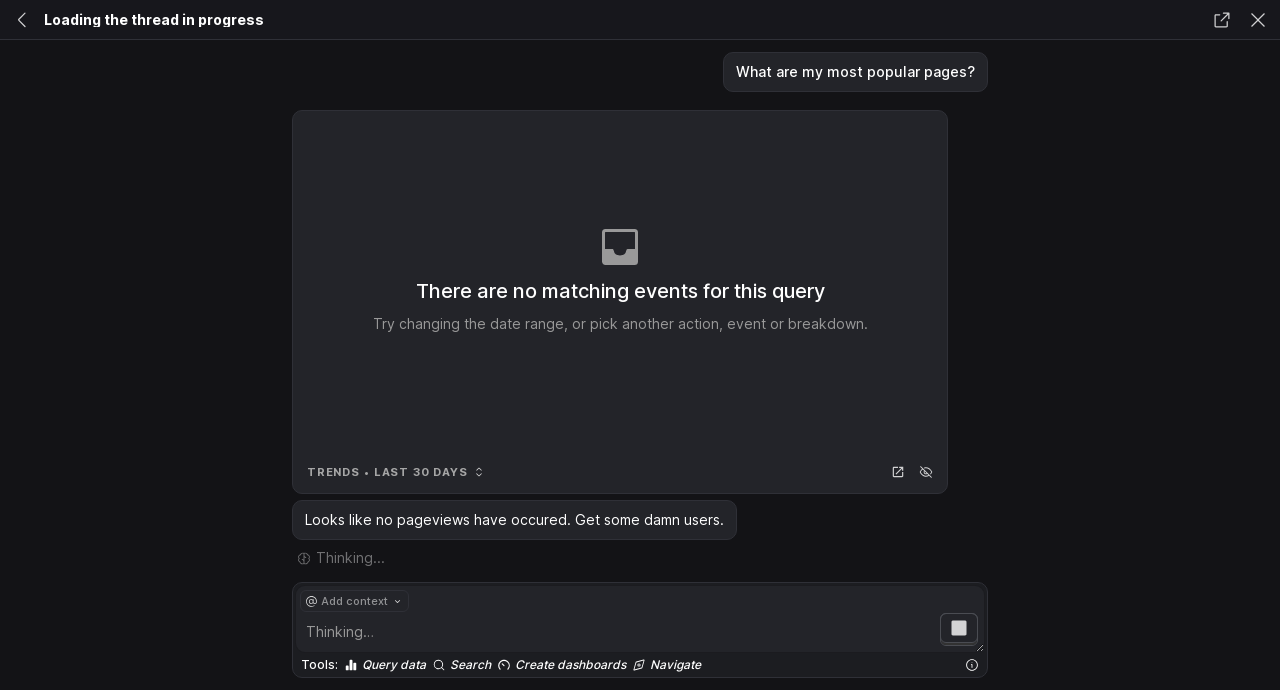 Loading the thread in progress
What are my most popular pages?
There are no matching events for this query
Try changing the date range, or pick another action, event or breakdown.
TRENDS • LAST 30 DAYS
Looks like no pageviews have occured. Get some damn users.
Thinking...
Add context
Thinking...
Tools: Query data Search Create dashboards Navigate